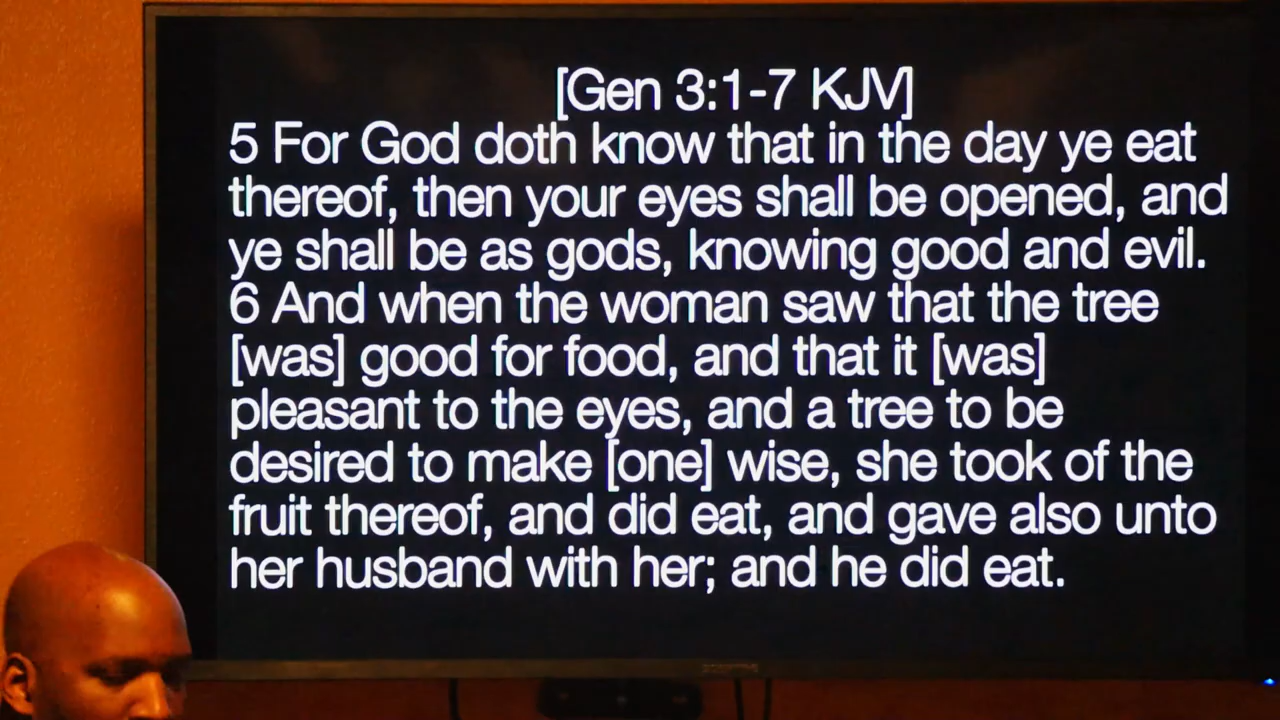 [Gen 3:1-7 KJV]
5 For God doth know that in the day ye eat
thereof, then your eyes shall be opened, and
ye shall be as gods, knowing good and evil.
6 And when the woman saw that the tree
[was] good for food, and that it [was]
pleasant to the eyes, and a tree to be
desired to make [one] wise, she took of the
fruit thereof, and did eat, and gave also unto
her husband with her; and he did eat.